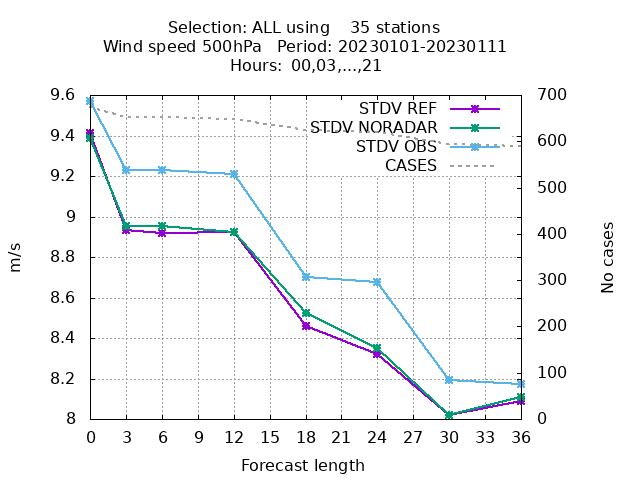 Selection: ALL using    35 stations
Wind speed 500hPa   Period: 20230101-20230111
Hours: 00,03,...,21
STDV REF
STDV NORADAR
STDV OBS
CASES
9.6
9.4
9.2
9
8.8
8.6
8.4
8.2
8
700
600
500
400
300
200
100
0
m/s
No cases
0 3 6 9 12 15 18 21 24 27 30 33 36
Forecast length